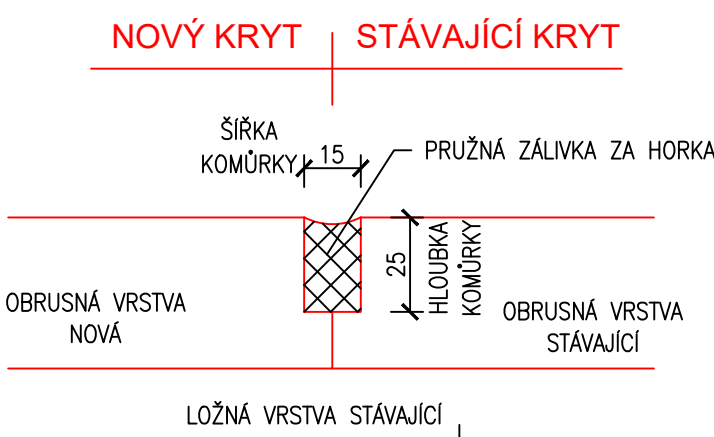 NOVÝ KRYT
STÁVAJÍCÍ KRYT
ŠÍŘKA
KOMŮRKY
15
PRUŽNÁ ZÁLIVKA ZA HORKA
25
HLOUBKA
KOMŮRKY
OBRUSNÁ VRSTVA
NOVÁ
OBRUSNÁ VRSTVA
STÁVAJÍCÍ
LOŽNÁ VRSTVA STÁVAJÍCÍ